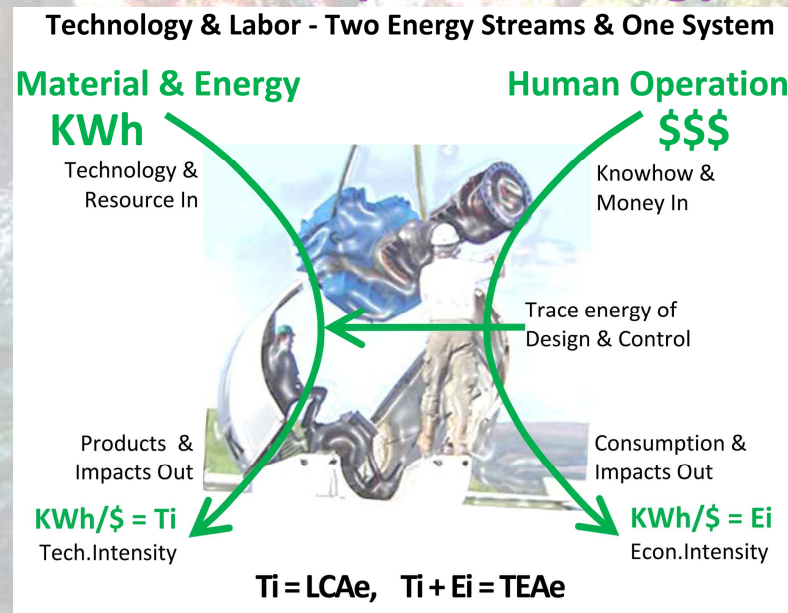 Technology & Labor - Two Energy Streams & One System
Material & Energy
KWh
Technology &
Resource In
Human Operation
$$$
Knowhow &
Money In
Trace energy of
Design & Control
Products &
Impacts Out
KWh/$ = Ti
Tech.Intensity
Consumption &
Impacts Out
KWh/$ = Ei
Econ.Intensity
Ti = LCAe, Ti + Ei = TEAe